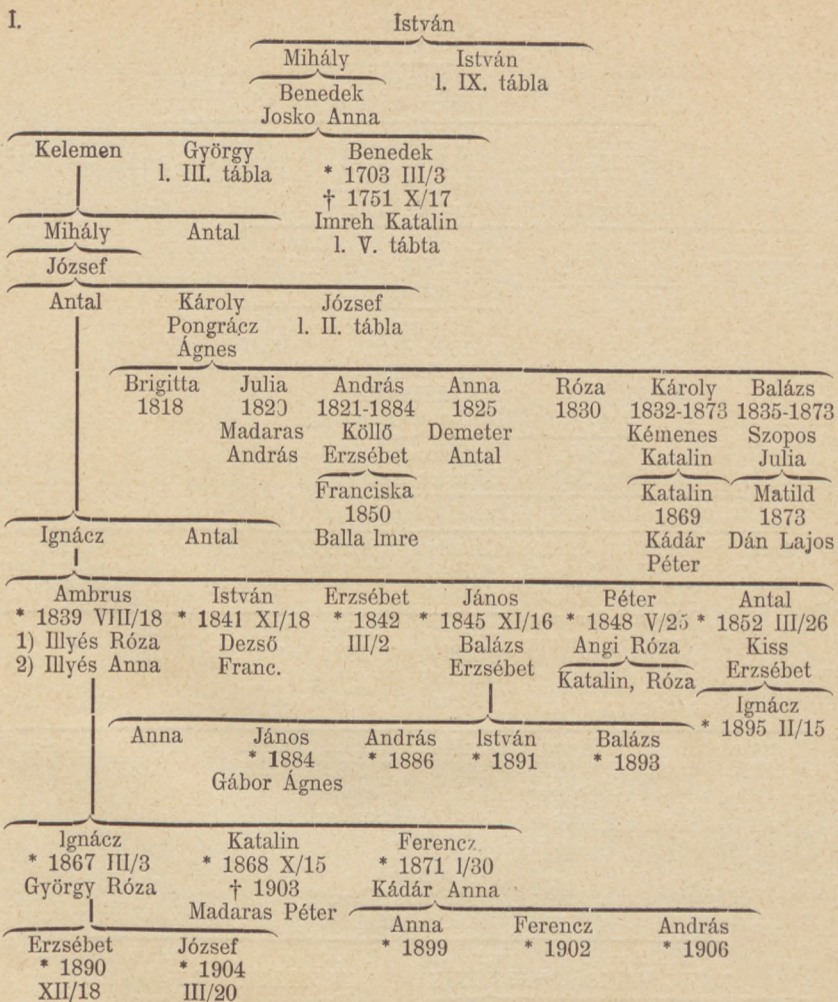 I.
István
Mihály István
l. IX. tábla
Benedek
Josko Anna
Kelemen György Benedek
l. III. tábla * 1703 III/3
† 1751 X/17
Imreh Katalin
l. V. tábta
Mihály Antal
József
Antal Károly József
Pongrácz l. II. tábla
Ágnes
Brigitta Julia András Anna Róza Károly Balázs
1818 1820 1821-1884 1825 1830 1832-1873 1835-1873
Madaras Köllő Demeter Kémenes Szopos
András Erzsébet Antal Katalin Julia
Franciska Katalin Matild
1850 1869 1873
Balla Imre Kádár Dán Lajos
Péter
Ignácz Antal
Ambrus István Erzsébet János Péter Antal
* 1839 VIII/18 * 1841 XI/18 * 1842 * 1845 XI/16 * 1848 V/25 * 1852 III/26
1) Illyés Róza Dezső III/2 Balázs Angi Róza Kiss
2) Illyés Anna Franc. Erzsébet Katalin, Róza Erzsébet
Ignácz
* 1895 II/15
Anna János András István Balázs
* 1884 * 1886 * 1891 * 1893
Gábor Ágnes
Ignácz Katalin Ferencz
* 1867 III/3 * 1868 X/15 * 1871 I/30
György Róza † 1903 Kádár Anna
Madaras Péter
Anna Ferencz András
* 1899 * 1902 * 1906
Erzsébet József
* 1890 * 1904
XII/18 III/20